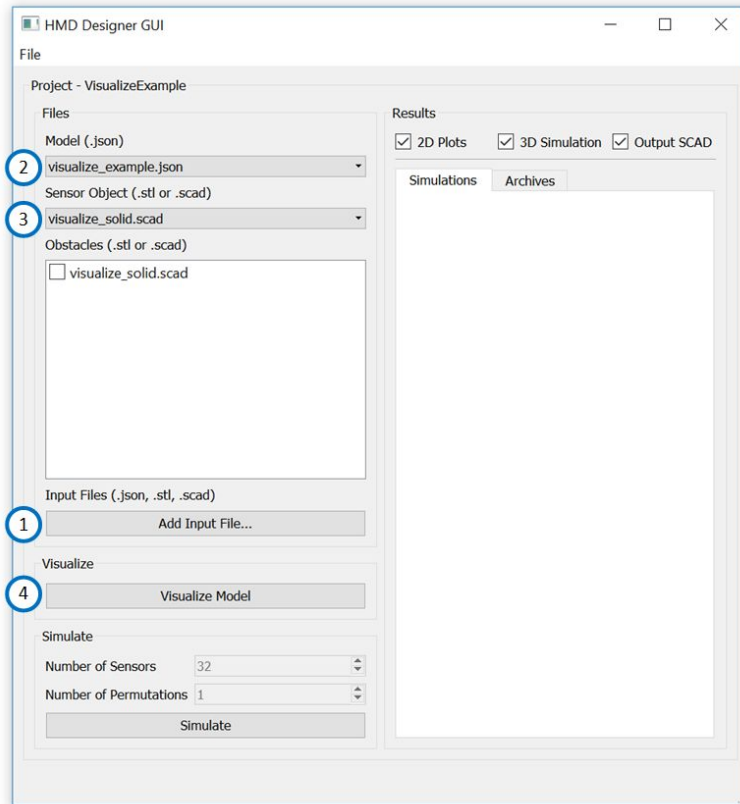 HMD Designer GUI
File
Project - VisualizeExample
Files
Model (.json)
2
visualize_example.json
Sensor Object (.stl or .scad)
3
visualize_solid.scad
Obstacles (.stl or .scad)
visualize_solid.scad
Input Files (.json, .stl, .scad)
1
Add Input File...
Visualize
4
Visualize Model
Simulate
Number of Sensors 32
Number of Permutations 1
Simulate
Results
2D Plots 3D Simulation Output SCAD
Simulations Archives